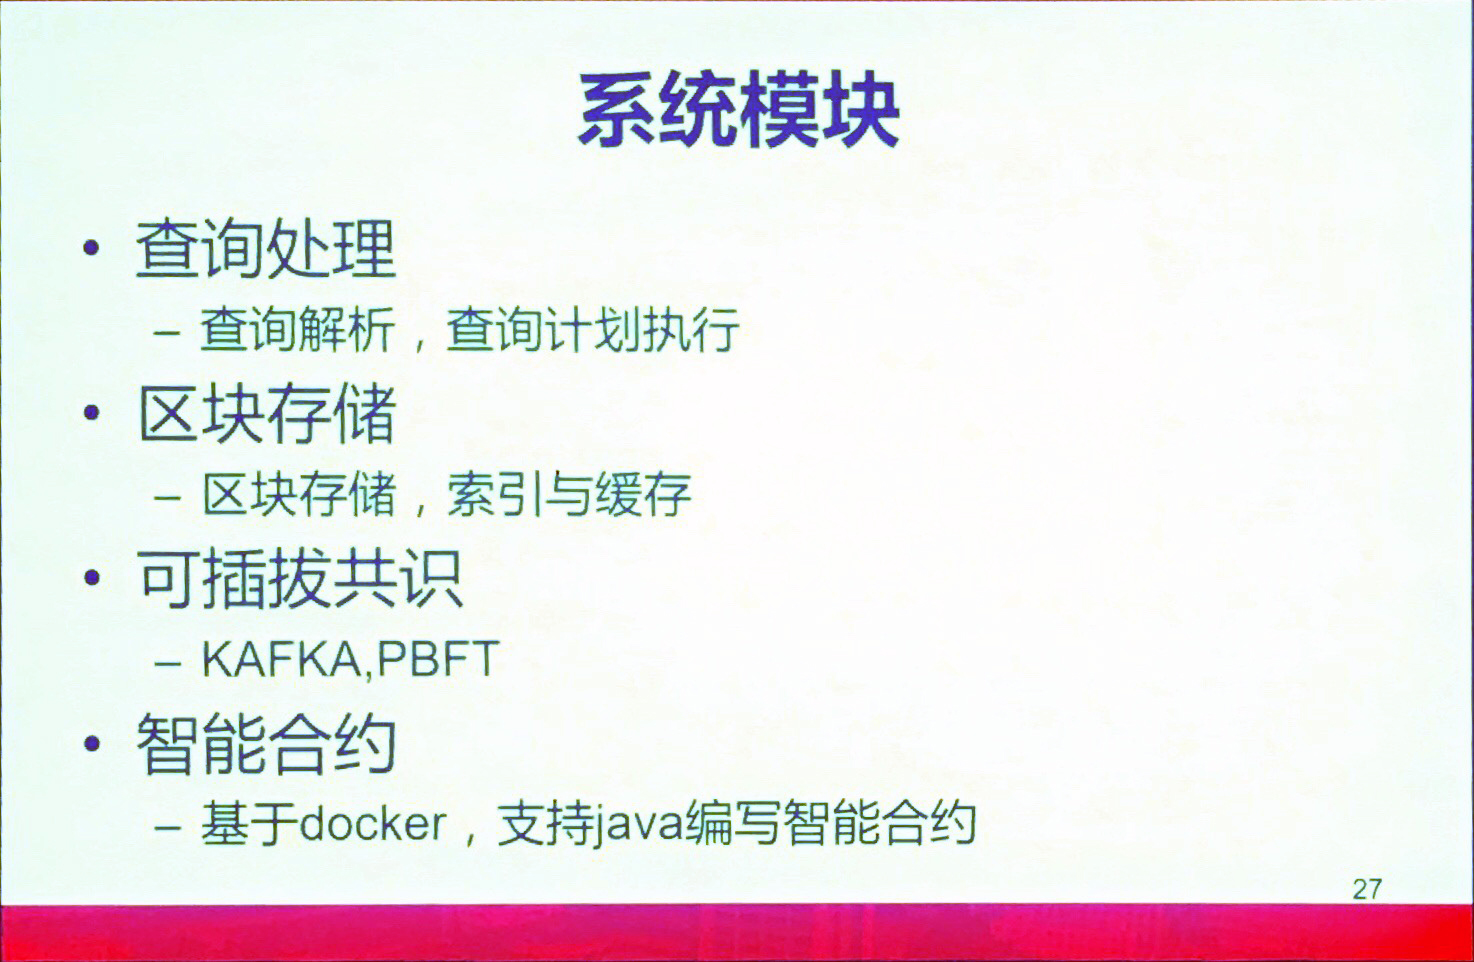 系统模块
• 查询处理
– 查询解析，查询计划执行
• 区块存储
– 区块存储，索引与缓存
• 可插拔共识
– KAFKA,PBFT
• 智能合约
– 基于docker，支持java编写智能合约
27